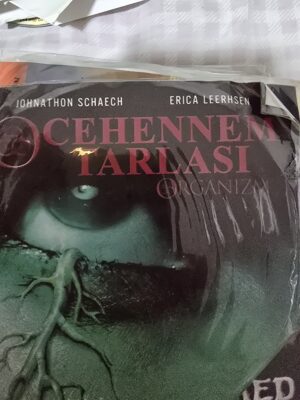 JOHNATHON SCHAECH ERICA LEERHSEN
CEHENNEM
TARLASI